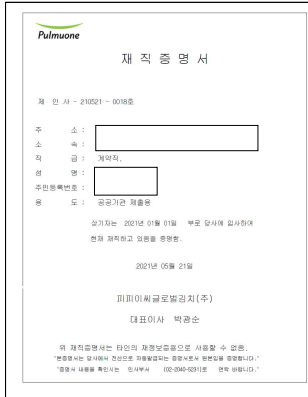 Pulmuone
재 직 증 명 서
제 인 사 - 210521 - 0018호
주 소 :
소 속 :
직 급 : 계약직.
성 명 :
주민등록번호 :
용 도 : 공공기관 제출용
상기자는 2021년 01월 01일 부로 당사에 입사하여
현재 재직하고 있음을 증명함.
2021년 05월 21일
피피이씨글로벌김치(주)
대표이사 박광순
위 재직증명서는 타인의 재정보증용으로 사용할 수 없음.
"본증명서는 당사에서 전산으로 자동발급되는 증명서로서 원본임을 증명합니다."
"증명서 내용을 확인시는 인사부서 (02-2040-5231)로 연락 바랍니다."